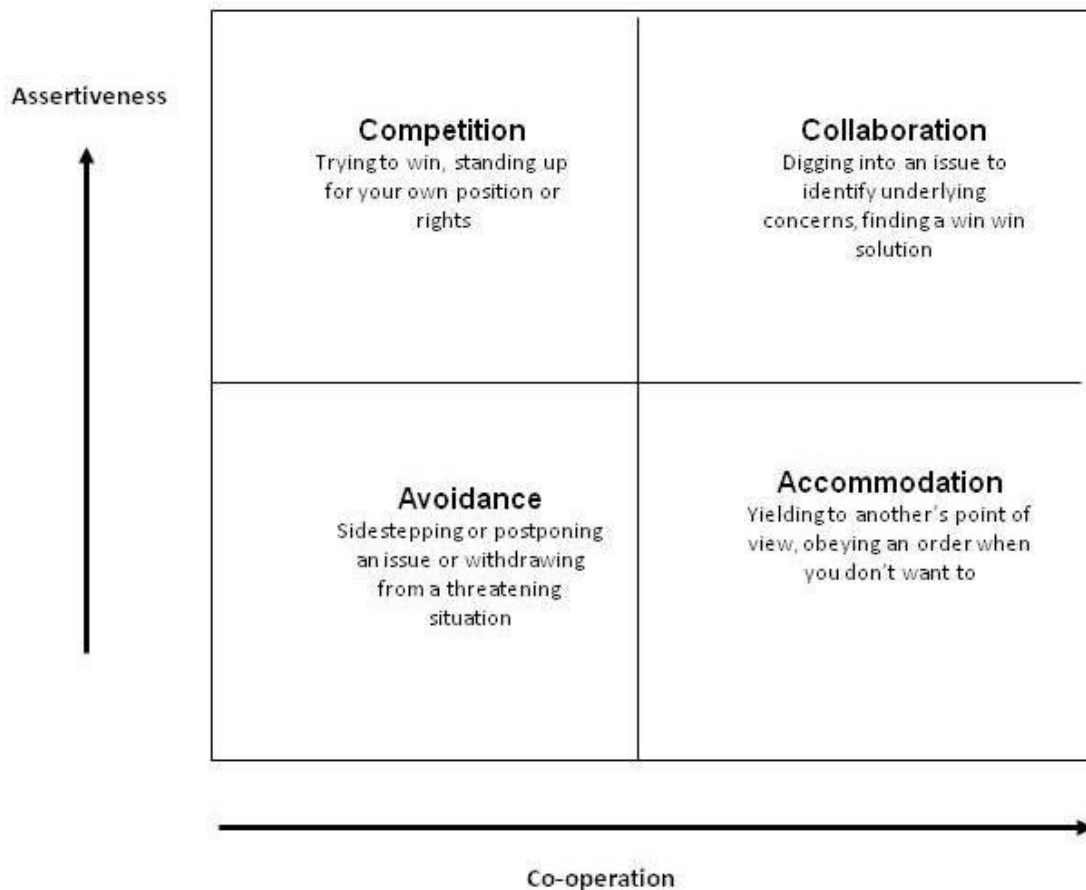 Assertiveness
Competition
Trying to win, standing up
for your own position or
rights
Collaboration
Digging into an issue to
identify underlying
concerns, finding a win win
solution
Avoidance
Sidestepping or postponing
an issue or withdrawing
from a threatening
situation
Accommodation
Yielding to another's point of
view, obeying an order when
you don't want to
Co-operation